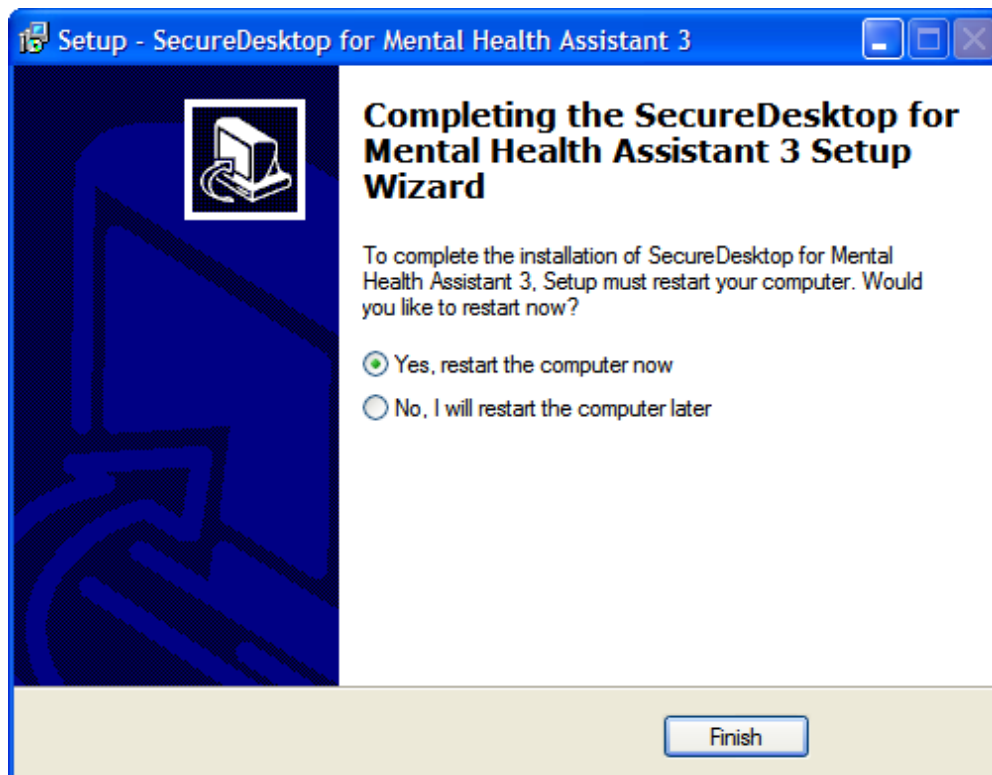 Setup - SecureDesktop for Mental Health Assistant 3
Completing the SecureDesktop for
Mental Health Assistant 3 Setup
Wizard
To complete the installation of SecureDesktop for Mental
Health Assistant 3, Setup must restart your computer. Would
you like to restart now?
Yes, restart the computer now
No, I will restart the computer later
Finish